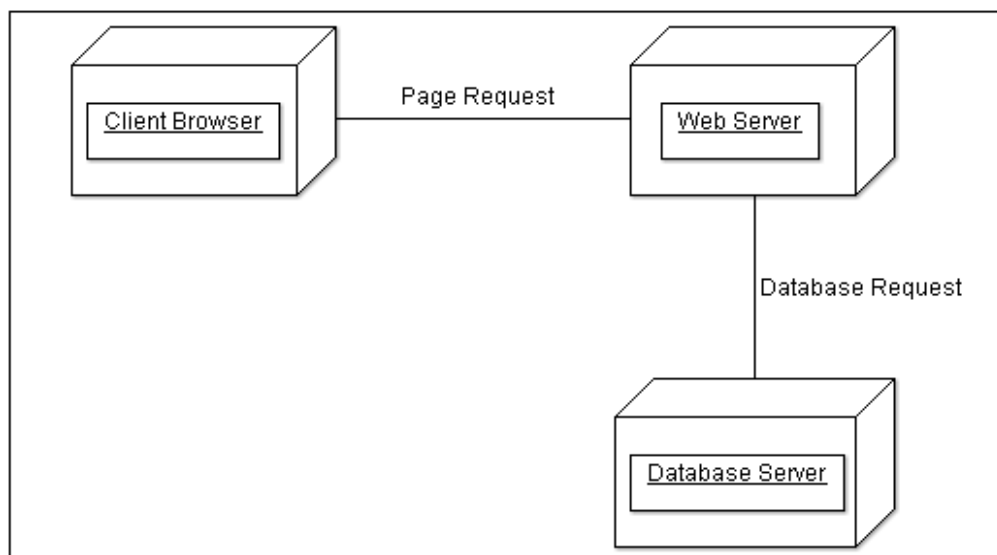 Client Browser
Page Request
Web Server
Database Request
Database Server